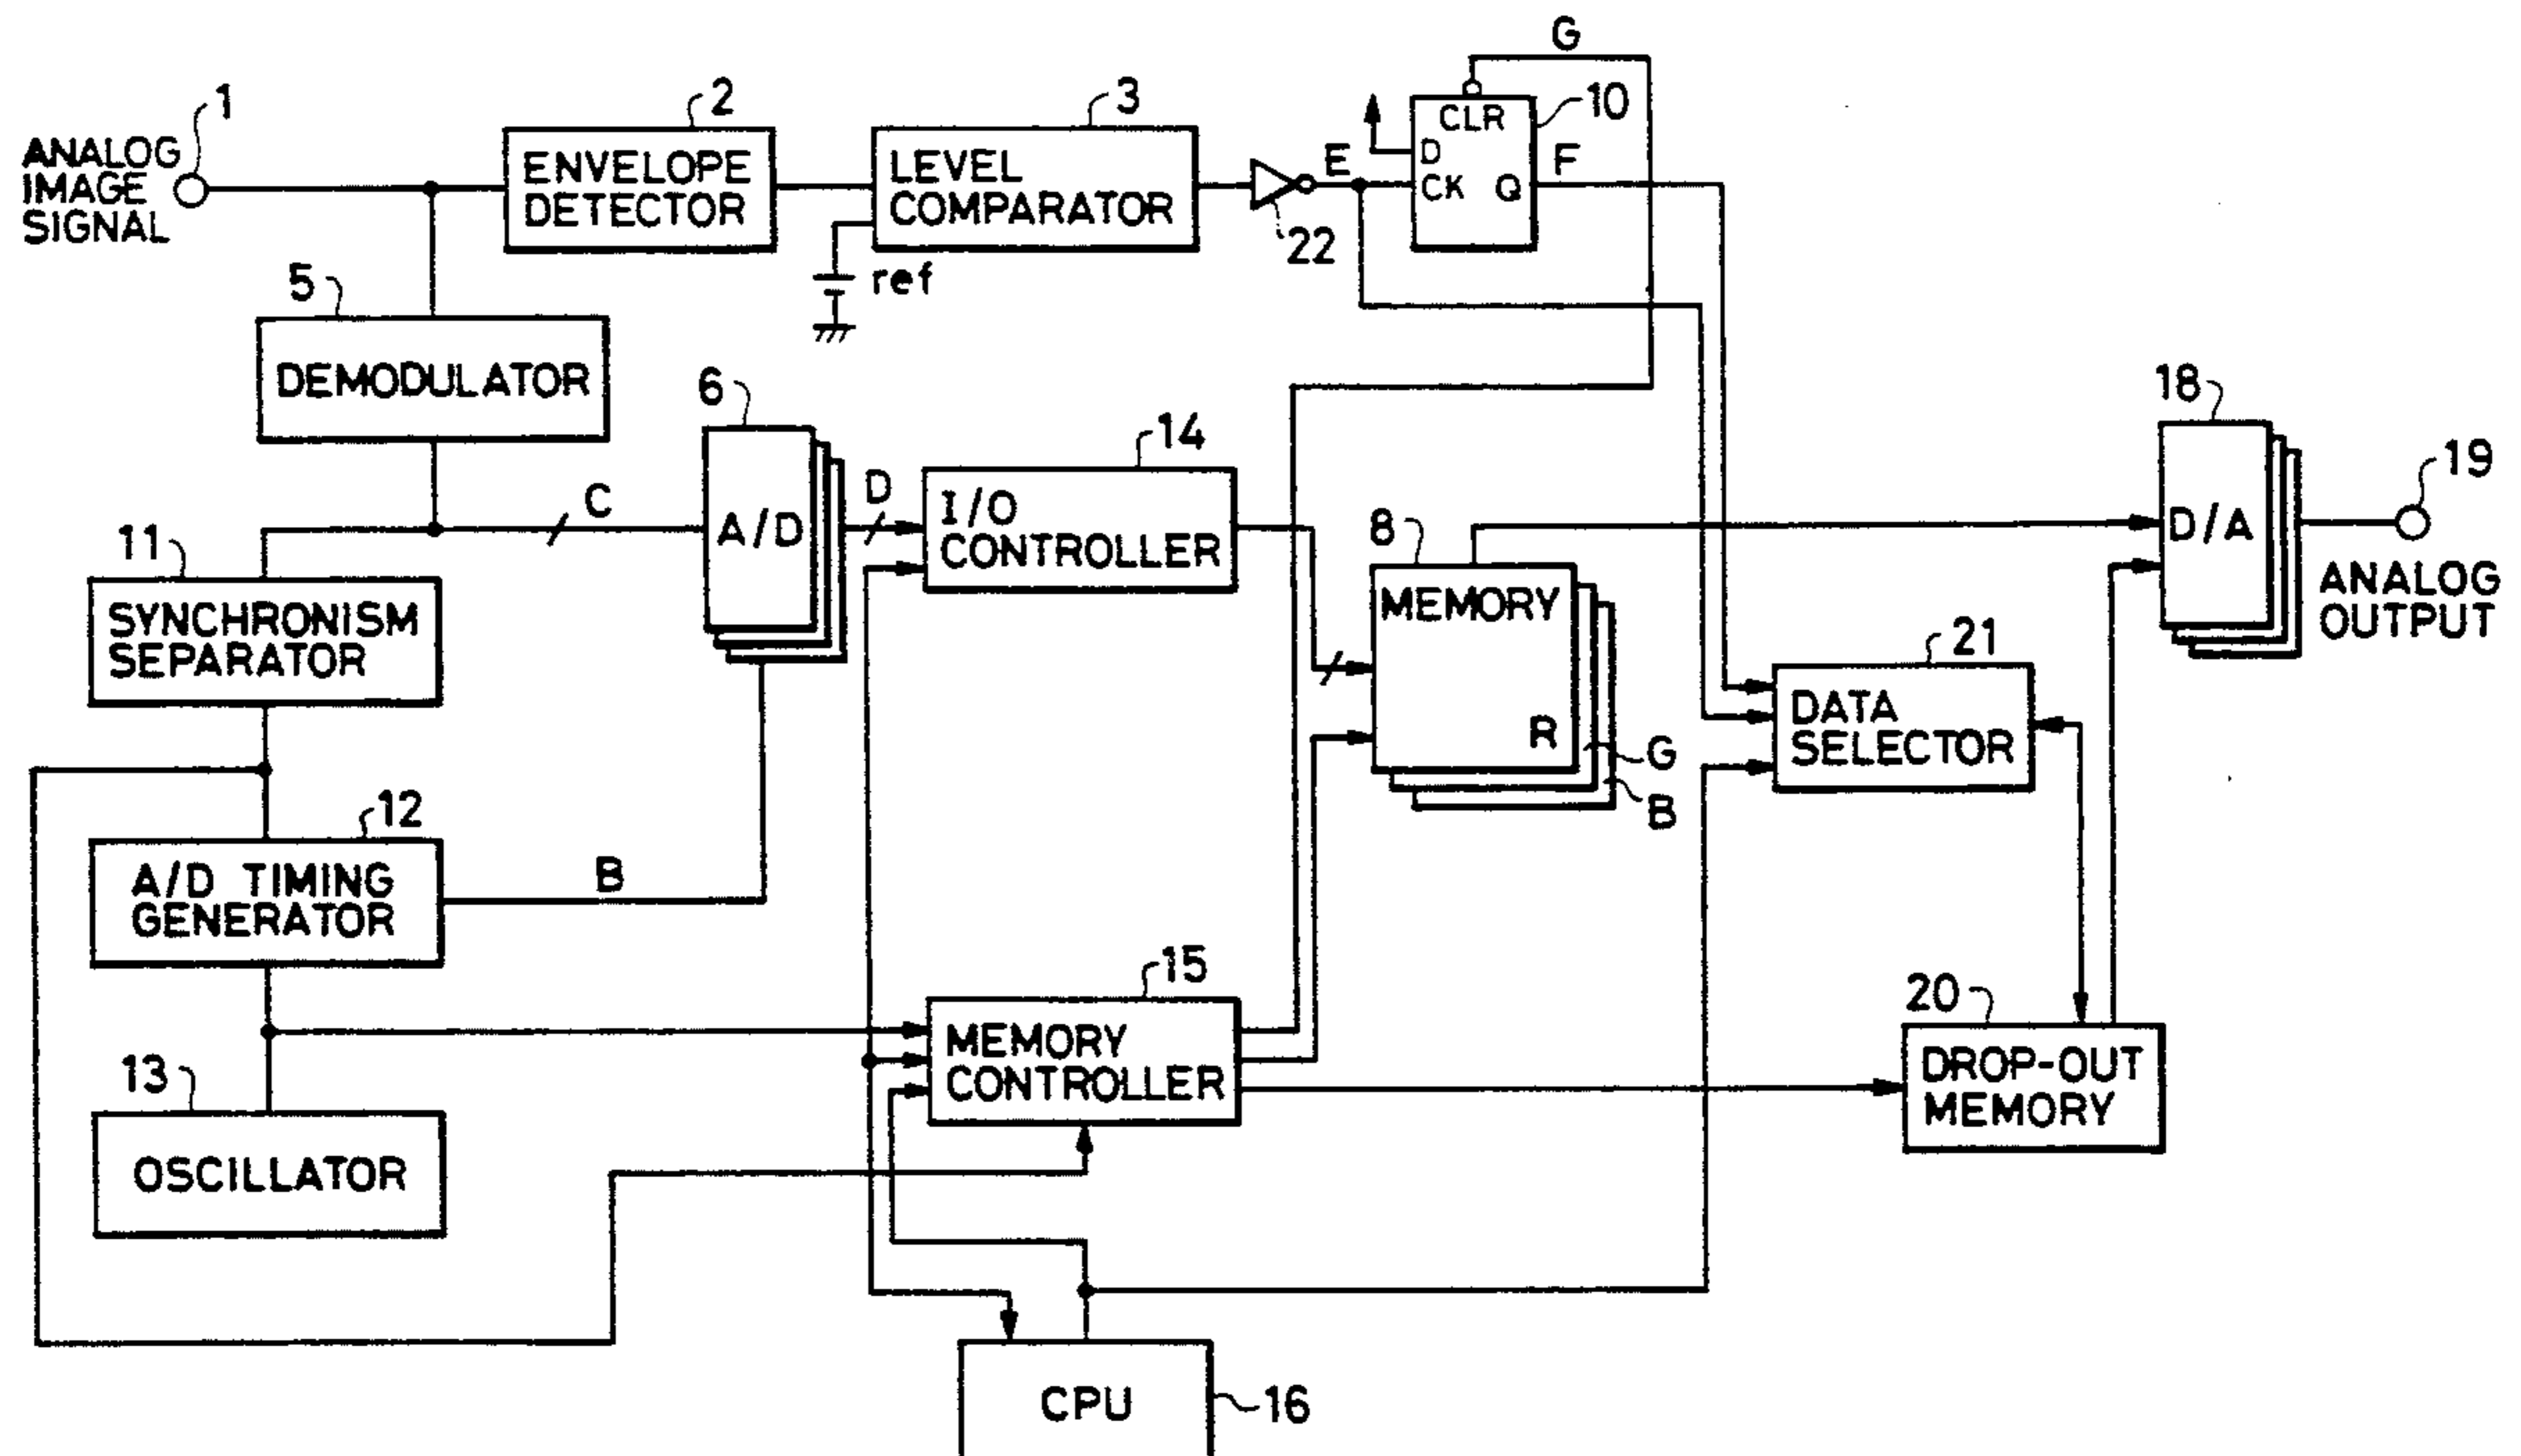 G
1
2
3
10
ANALOG
IMAGE
SIGNAL
ENVELOPE
DETECTOR
LEVEL
COMPARATOR
E
CLR
D
CK
Q
F
22
ref
5
DEMODULATOR
6
A/D
C
D
14
I/O
CONTROLLER
8
MEMORY
R
G
B
18
D/A
19
ANALOG
OUTPUT
11
SYNCHRONISM
SEPARATOR
21
DATA
SELECTOR
12
A/D TIMING
GENERATOR
B
15
MEMORY
CONTROLLER
20
DROP-OUT
MEMORY
13
OSCILLATOR
CPU
16